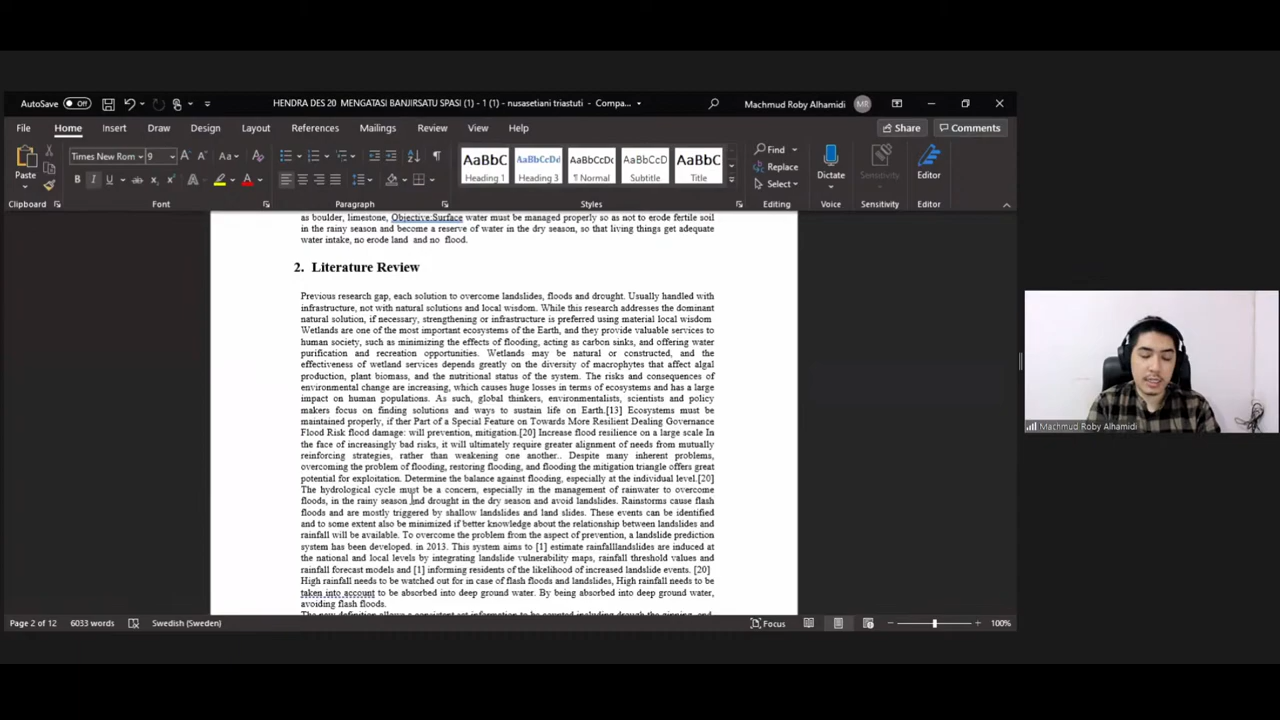 AutoSave Off HENDRA DES 20 MENGATASI BANJIRSATU SPASI (1) - 1 (1) - nusasetiani triastuti - Compa... Machmud Roby Alhamidi MR
File Home Insert Draw Design Layout References Mailings Review View Help Share Comments
Paste Times New Rom 9 AaBbC AaBbCcDd AaBbCcDc AaBbCcDd AaBbC Find
Heading 1 Heading 3 ¶ Normal Subtitle Title Replace Select Dictate Sensitivity Editor
Clipboard Font Paragraph Styles Editing Voice Sensitivity Editor
as boulder, limestone, Objective:Surface water must be managed properly so as not to erode fertile soil
in the rainy season and become a reserve of water in the dry season, so that living things get adequate
water intake, no erode land and no flood.
2. Literature Review
Previous research gap, each solution to overcome landslides, floods and drought. Usually handled with
infrastructure, not with natural solutions and local wisdom. While this research addresses the dominant
natural solution, if necessary, strengthening or infrastructure is preferred using material local wisdom
Wetlands are one of the most important ecosystems of the Earth, and they provide valuable services to
human society, such as minimizing the effects of flooding, acting as carbon sinks, and offering water
purification and recreation opportunities. Wetlands may be natural or constructed, and the
effectiveness of wetland services depends greatly on the diversity of macrophytes that affect algal
production, plant biomass, and the nutritional status of the system. The risks and consequences of
environmental change are increasing, which causes huge losses in terms of ecosystems and has a large
impact on human populations. As such, global thinkers, environmentalists, scientists and policy
makers focus on finding solutions and ways to sustain life on Earth.[13] Ecosystems must be
maintained properly, if ther Part of a Special Feature on Towards More Resilient Dealing Governance
Flood Risk flood damage: will prevention, mitigation.[20] Increase flood resilience on a large scale In
the face of increasingly bad risks, it will ultimately require greater alignment of needs from mutually
reinforcing strategies, rather than weakening one another.. Despite many inherent problems,
overcoming the problem of flooding, restoring flooding, and flooding the mitigation triangle offers great
potential for exploitation. Determine the balance against flooding, especially at the individual level.[20]
The hydrological cycle must be a concern, especially in the management of rainwater to overcome
floods, in the rainy season and drought in the dry season and avoid landslides. Rainstorms cause flash
floods and are mostly triggered by shallow landslides and land slides. These events can be identified
and to some extent also be minimized if better knowledge about the relationship between landslides and
rainfall will be available. To overcome the problem from the aspect of prevention, a landslide prediction
system has been developed. in 2013. This system aims to [1] estimate rainfalllandslides are induced at
the national and local levels by integrating landslide vulnerability maps, rainfall threshold values and
rainfall forecast models and [1] informing residents of the likelihood of increased landslide events. [20]
High rainfall needs to be watched out for in case of flash floods and landslides, High rainfall needs to be
taken into account to be absorbed into deep ground water. By being absorbed into deep ground water,
avoiding flash floods.
Machmud Roby Alhamidi
Page 2 of 12 6033 words Swedish (Sweden) Focus 100%